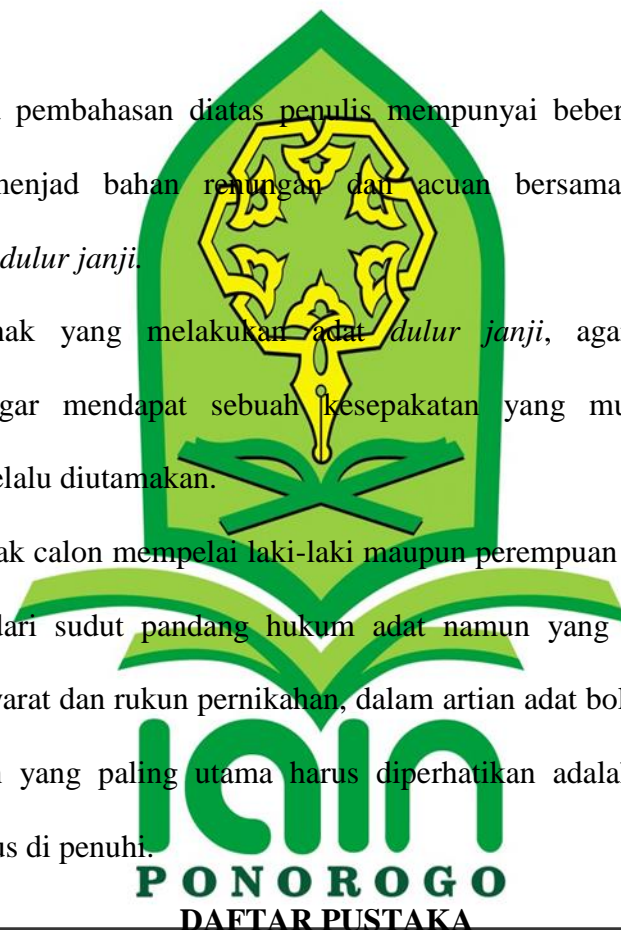 pembahasan diatas penulis mempunyai beber
menjad bahan renungan dan acuan bersama
dulur janji.
nak yang melakukan adat dulur janji, agar
gar mendapat sebuah kesepakatan yang mu
elalu diutamakan.
ak calon mempelai laki-laki maupun perempuan
dari sudut pandang hukum adat namun yang
yarat dan rukun pernikahan, dalam artian adat bol
yang paling utama harus diperhatikan adalah
us di penuhi.
iain
PONOROGO
DAFTAR PUSTAKA